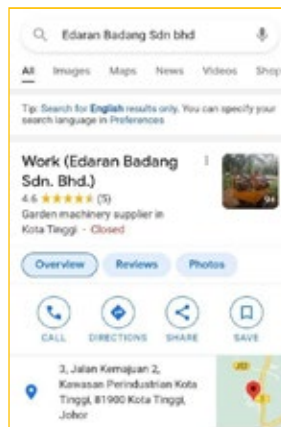 Edaran Badang Sdn bhd
All Images Maps News Videos Shop
Tip: Search for English results only. You can specify your
search language in Preferences
Work (Edaran Badang
Sdn. Bhd.)
4.6 (5)
Garden machinery supplier in
Kota Tinggi · Closed
9+
Overview Reviews Photos
CALL DIRECTIONS SHARE SAVE
3, Jalan Kemajuan 2,
Kawasan Perindustrian Kota
Tinggi, 81900 Kota Tinggi,
Johor